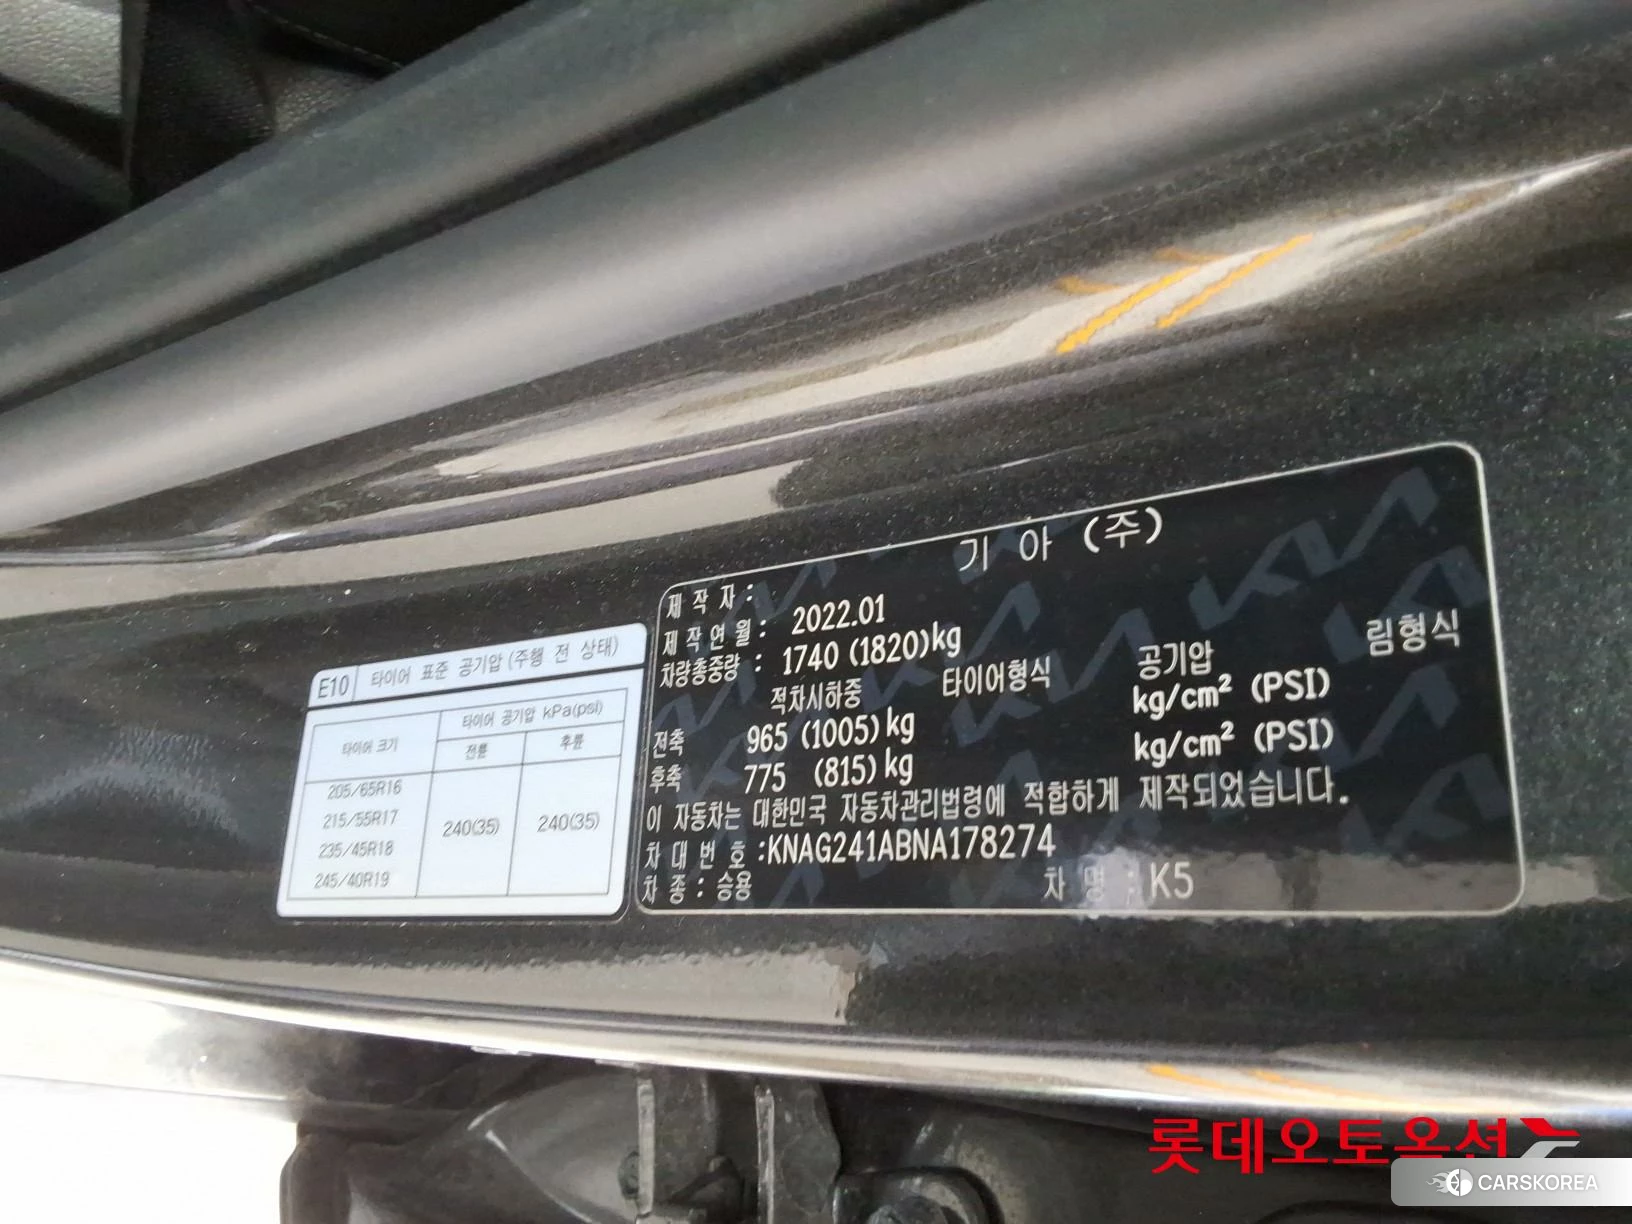 기 아 (주)
제 작 자 :
제 작 연 월 : 2022.01
차량총중량 : 1740 (1820)kg
적차시하중 타이어형식 공기압 림형식
전축 965 (1005)kg kg/cm² (PSI)
후축 775 (815)kg kg/cm² (PSI)
이 자동차는 대한민국 자동차관리법령에 적합하게 제작되었습니다.
차 대 번 호 :KNAG241ABNA178274
차 종 : 승용 차 명 : K5
E10 타이어 표준 공기압 (주행 전 상태)
타이어 크기 타이어 공기압 kPa(psi)
전륜 후륜
205/65R16
215/55R17
235/45R18
245/40R19
240(35) 240(35)
롯데오토옵션
CARSKOREA